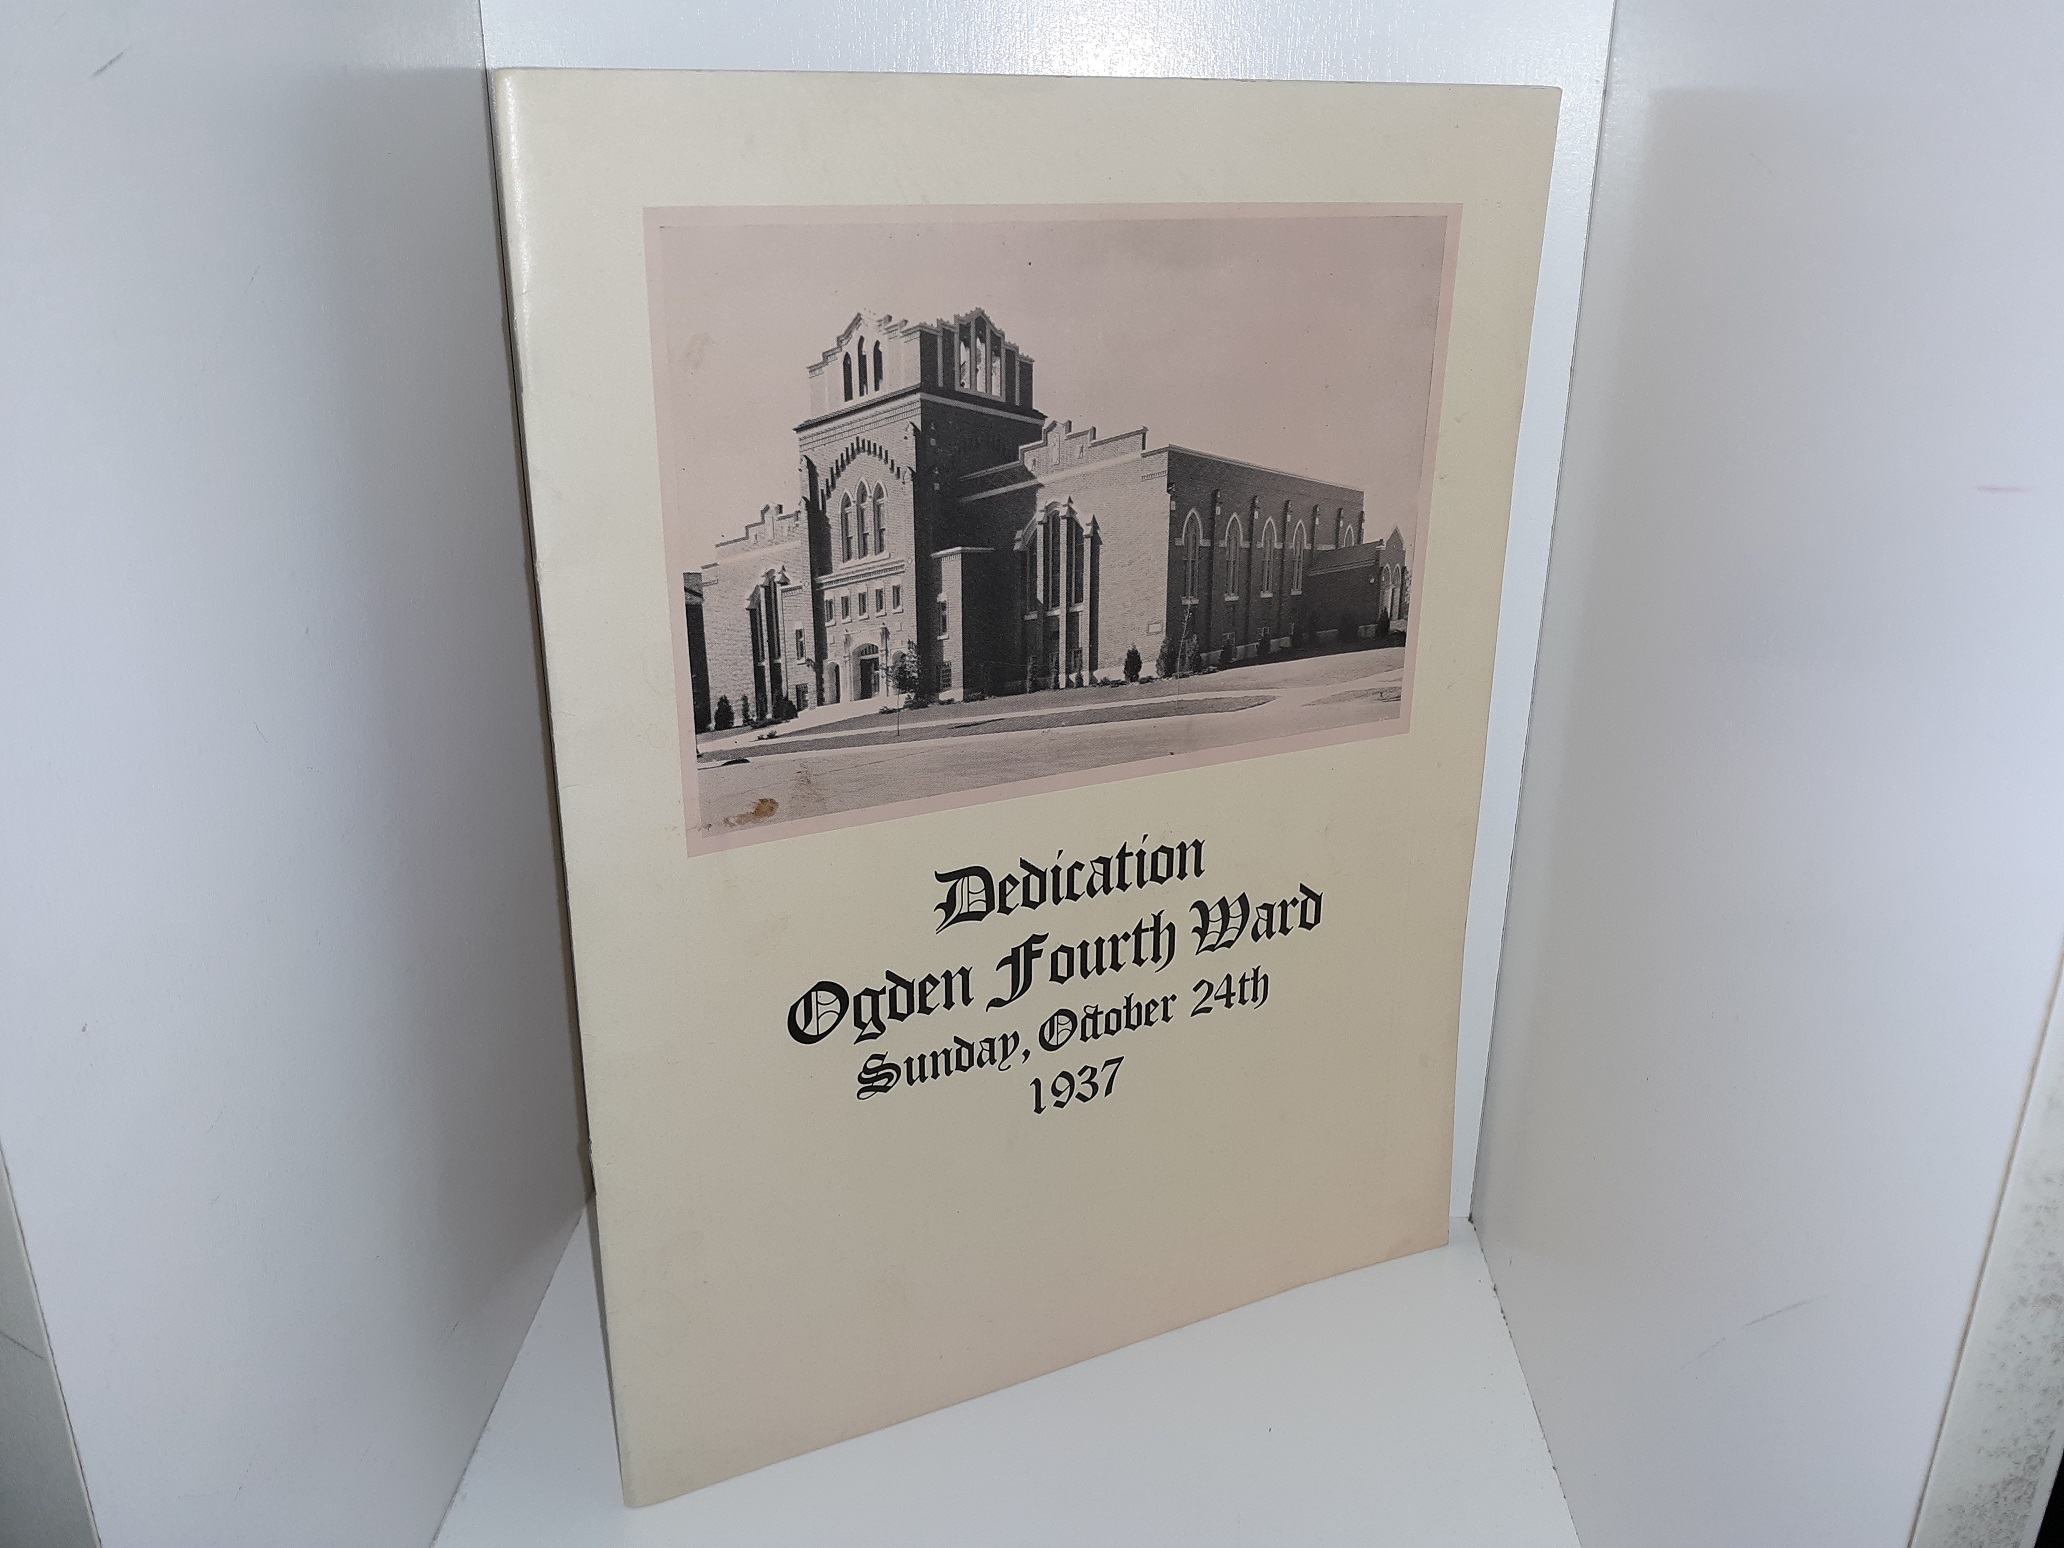 Dedication
Ogden Fourth Ward
Sunday, October 24th
1937